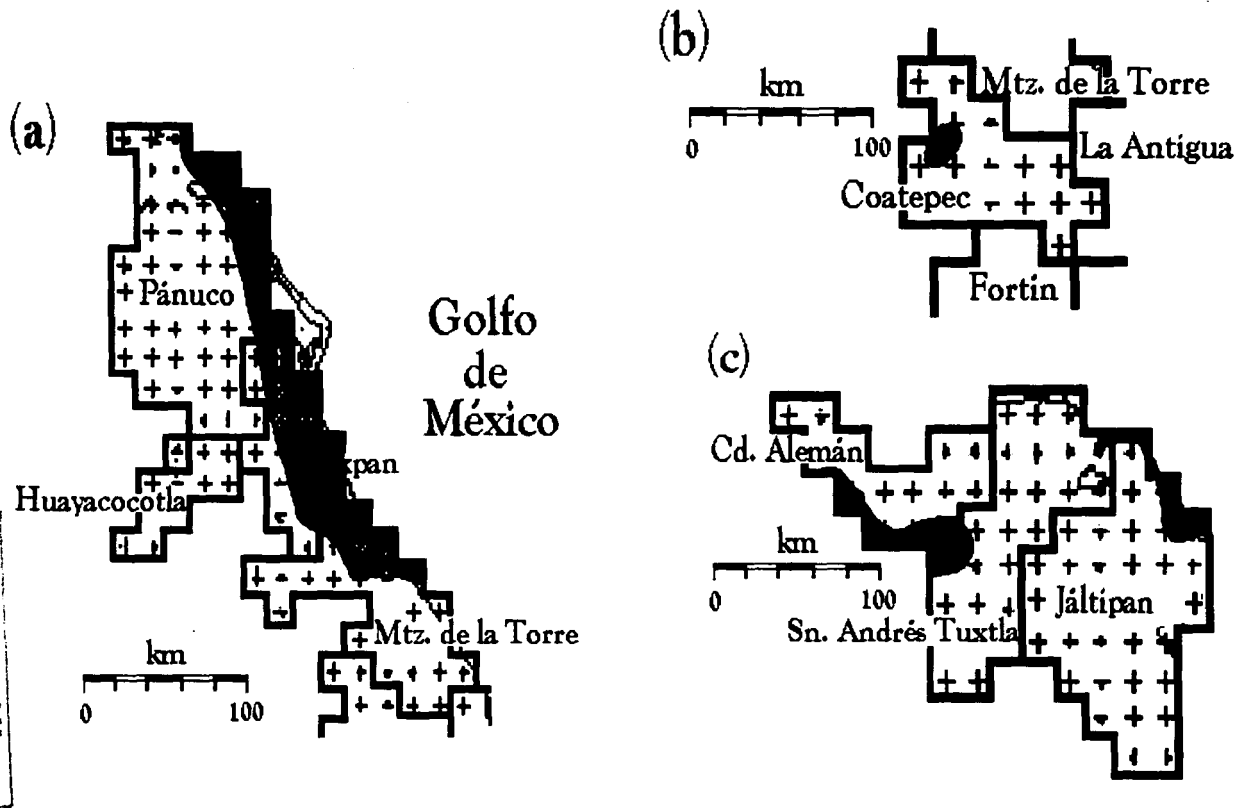 (a)
Pánuco
Huayacocotla
xpan
Mtz. de la Torre
Golfo
de
México
km
0 100
(b)
km
0 100
Mtz. de la Torre
La Antigua
Coatepec
Fortín
(c)
Cd. Alemán
km
0 100
Sn. Andrés Tuxtla
Jáltipan